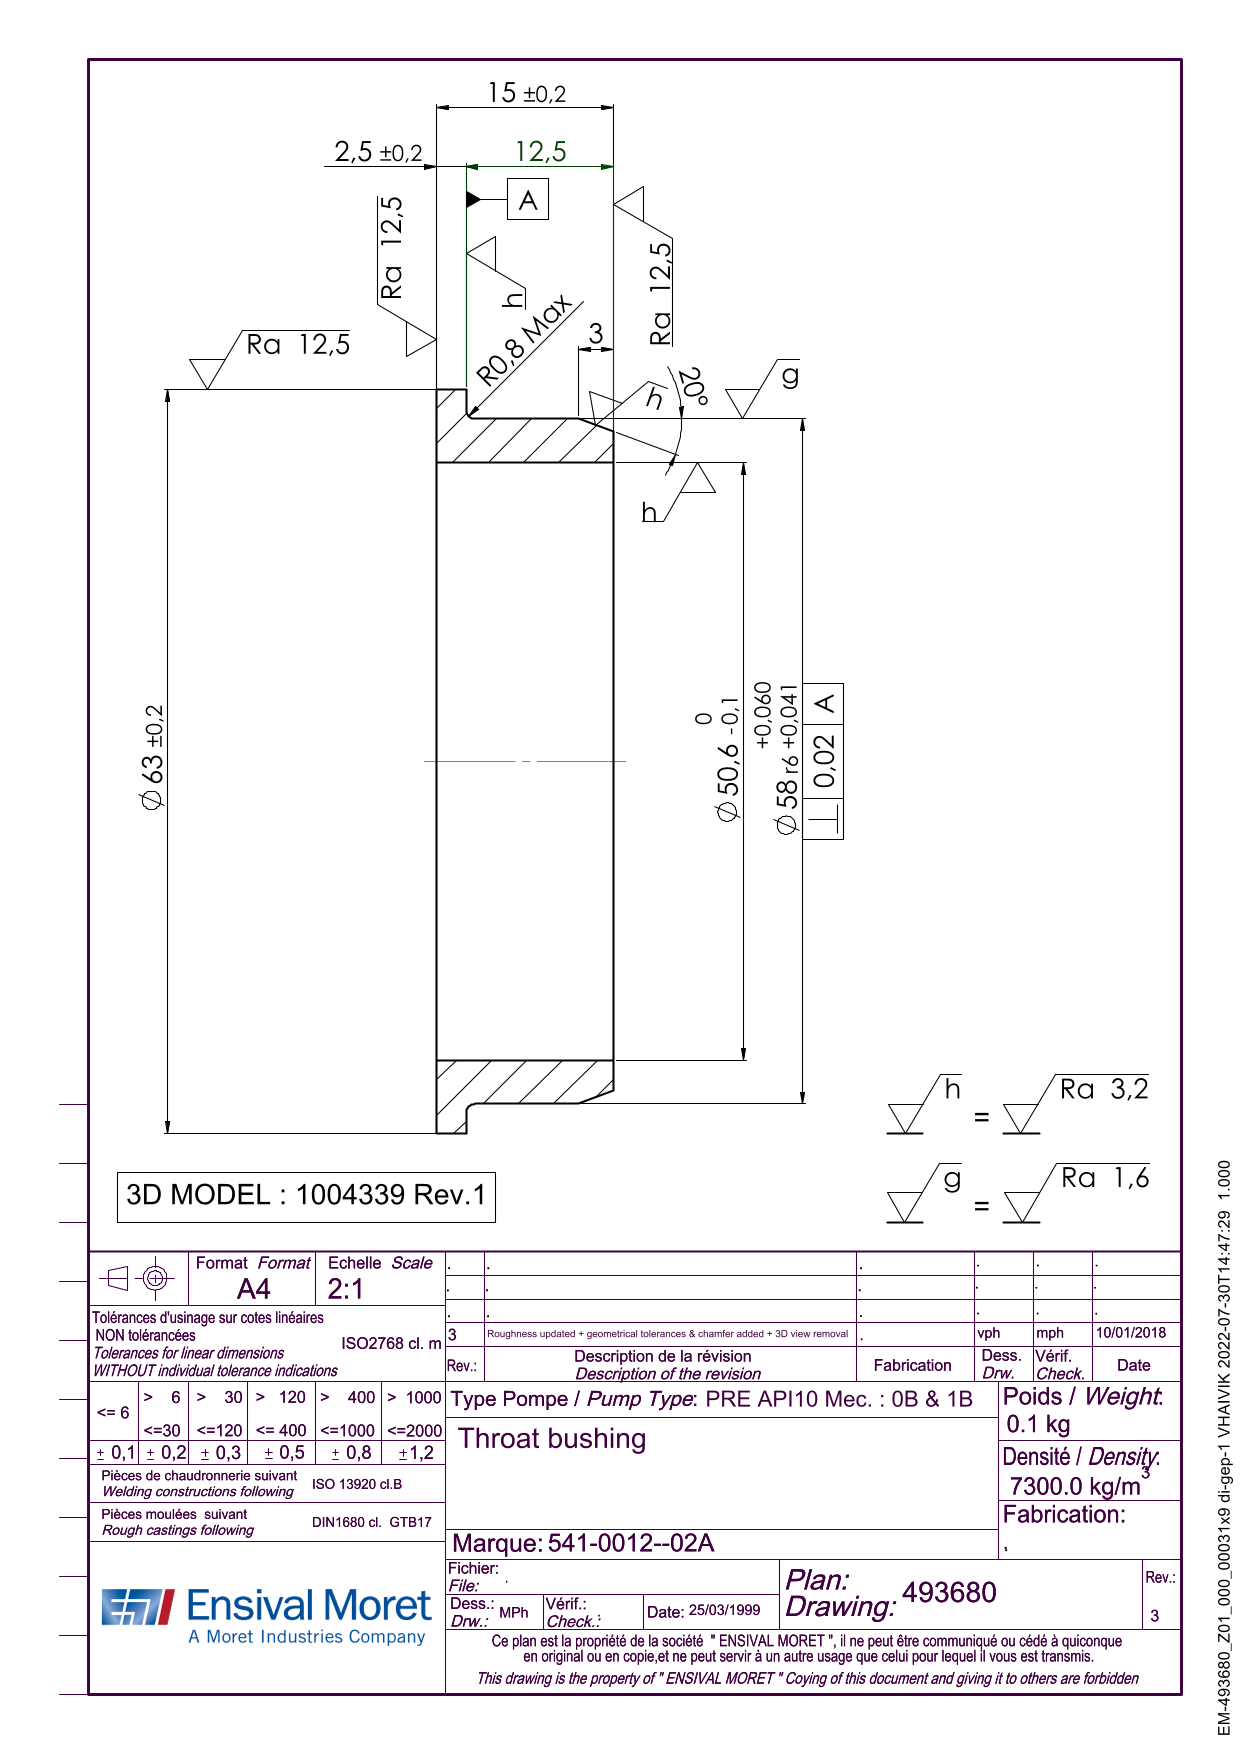 15 ±0,2
2,5 ±0,2
12,5
A
Ra 12,5
h
Ra 12,5
R0,8 Max
3
Ra 12,5
h
20°
g
h
Ø 63 ±0,2
Ø 50,6 0 -0,1
Ø 58 r6 +0,060 +0,041
⊥ 0,02 A
h = Ra 3,2
g = Ra 1,6
3D MODEL : 1004339 Rev.1
Format Format
A4
Echelle Scale
2:1
Tolérances d'usinage sur cotes linéaires
NON tolérancées
Tolerances for linear dimensions
WITHOUT individual tolerance indications
ISO2768 cl. m
<= 6
> 6 > 30 > 120 > 400 > 1000
<=30 <=120 <= 400 <=1000 <=2000
± 0,1 ± 0,2 ± 0,3 ± 0,5 ± 0,8 ±1,2
Pièces de chaudronnerie suivant
Welding constructions following
ISO 13920 cl.B
Pièces moulées suivant
Rough castings following
DIN1680 cl. GTB17
Ensival Moret
A Moret Industries Company
3 Roughness updated + geometrical tolerances & chamfer added + 3D view removal . vph mph 10/01/2018
Rev.:
Description de la révision
Description of the revision
Fabrication
Dess.
Drw.
Vérif.
Check.
Date
Type Pompe / Pump Type: PRE API10 Mec. : 0B & 1B
Throat bushing
Marque: 541-0012--02A
Poids / Weight:
0.1 kg
Densité / Density:
7300.0 kg/m³
Fabrication:
Fichier:
File:
Dess.:
Drw.:
MPh
Vérif.:
Check.:
Date: 25/03/1999
Plan:
Drawing:
493680
Rev.:
3
Ce plan est la propriété de la société " ENSIVAL MORET ", il ne peut être communiqué ou cédé à quiconque
en original ou en copie,et ne peut servir à un autre usage que celui pour lequel il vous est transmis.
This drawing is the property of " ENSIVAL MORET " Coying of this document and giving it to others are forbidden
EM-493680_Z01_000_00031x9 di-gep-1 VHAIVIK 2022-07-30T14:47:29 1.000